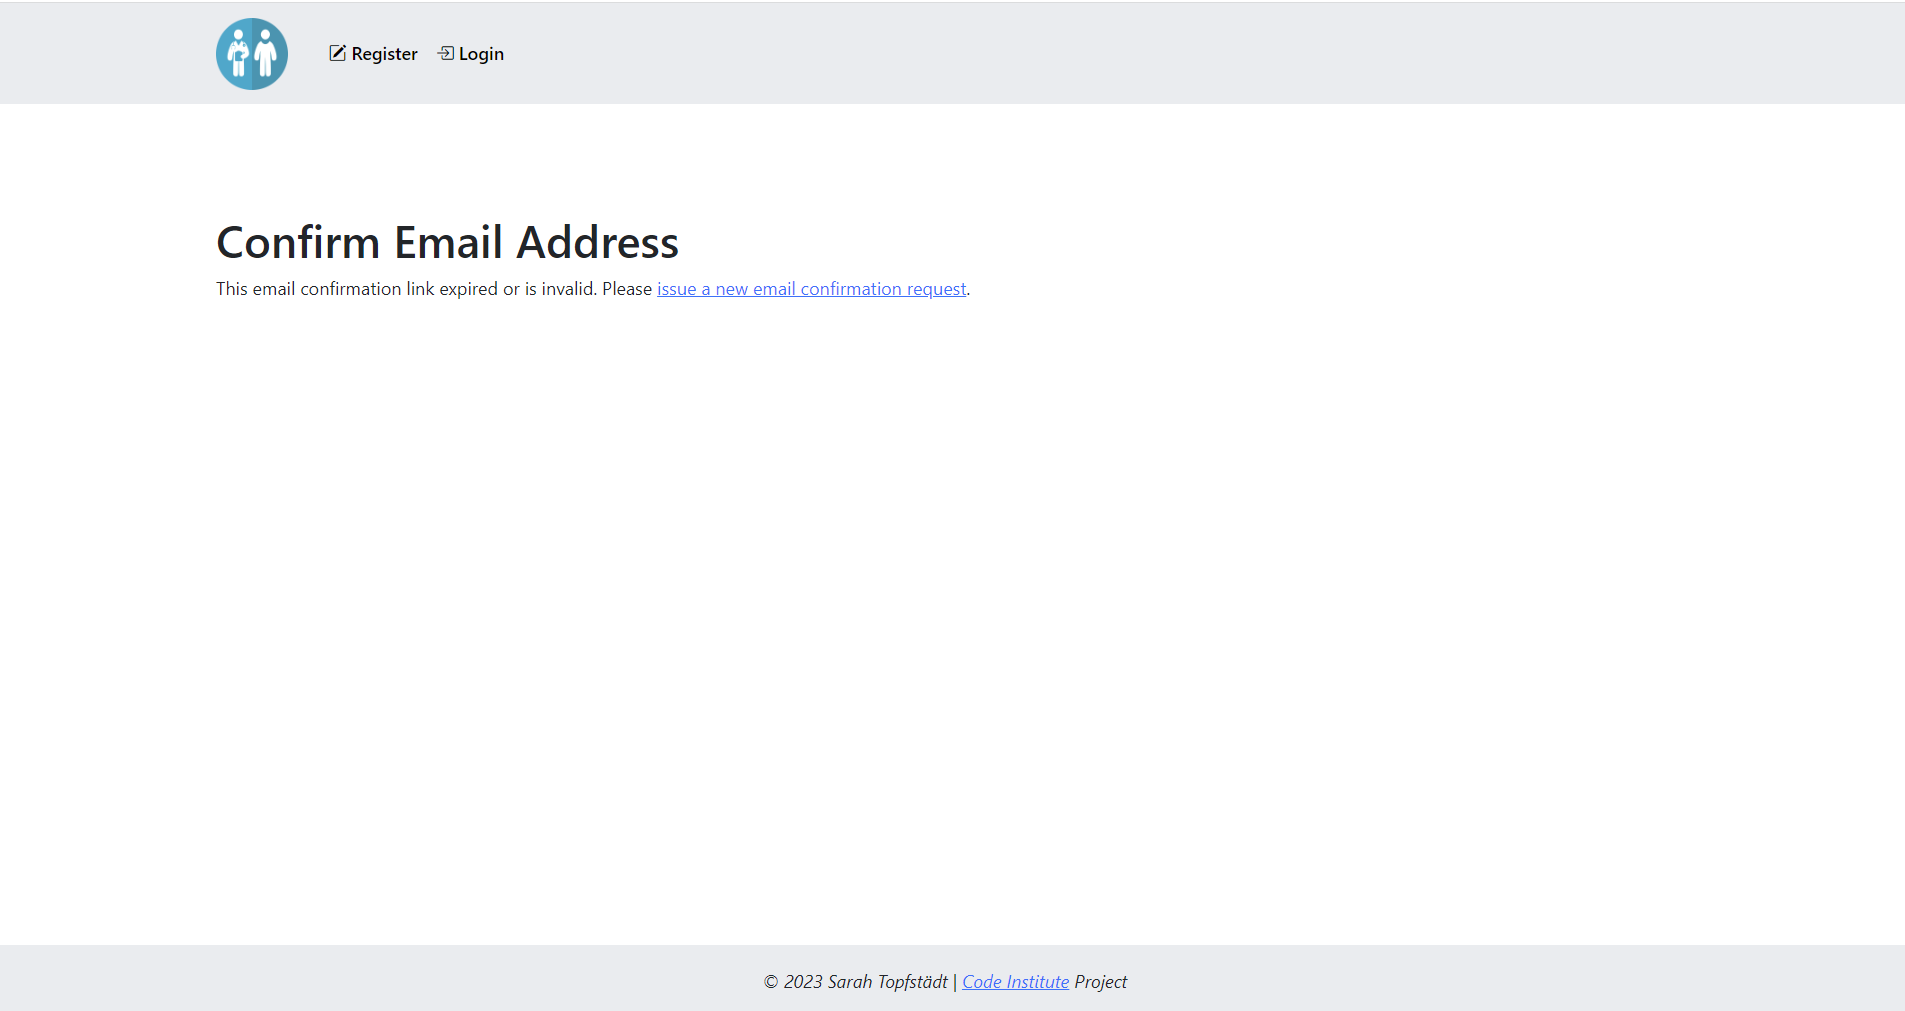 Register Login
Confirm Email Address
This email confirmation link expired or is invalid. Please issue a new email confirmation request.
© 2023 Sarah Topfstädt | Code Institute Project